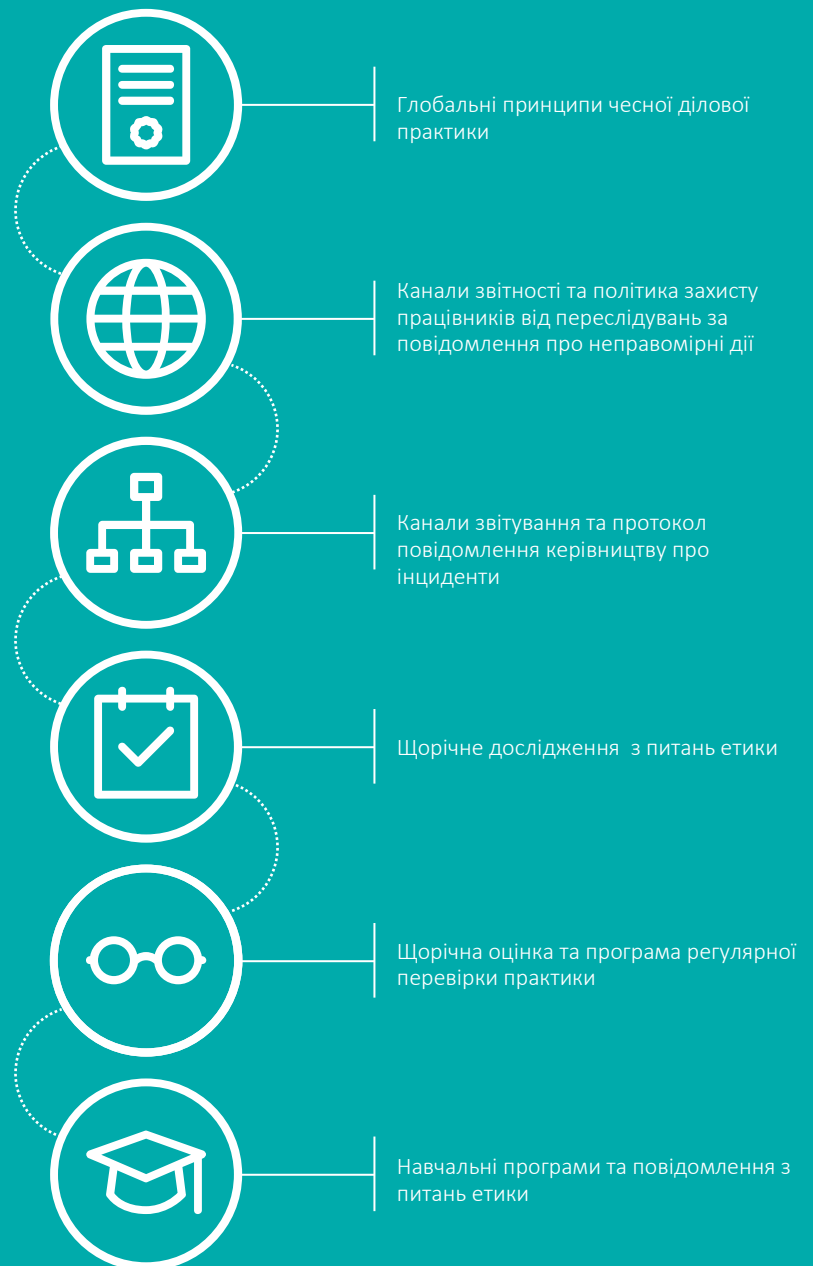 Глобальні принципи чесної ділової
практики
Канали звітності та політика захисту
працівників від переслідувань за
повідомлення про неправомірні дії
Канали звітування та протокол
повідомлення керівництву про
інциденти
Щорічне дослідження  з питань етики
Щорічна оцінка та програма регулярної
перевірки практики
Навчальні програми та повідомлення з
питань етики